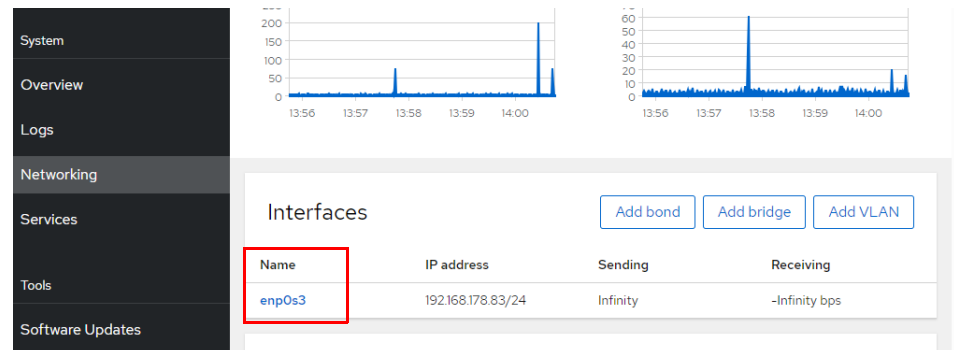 System
Overview
Logs
Networking
Services
Tools
Software Updates
200
150
100
50
0
13:56 13:57 13:58 13:59 14:00
60
50
40
30
20
10
0
13:56 13:57 13:58 13:59 14:00
Interfaces Add bond Add bridge Add VLAN
Name IP address Sending Receiving
enp0s3 192.168.178.83/24 Infinity -Infinity bps